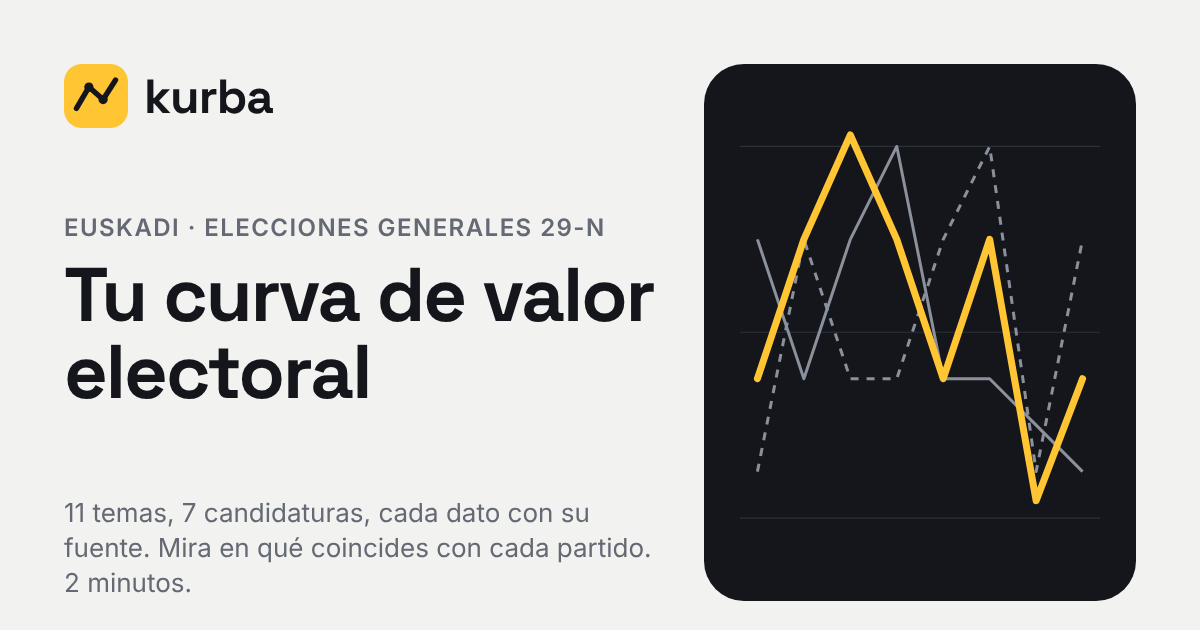 kurba
EUSKADI · ELECCIONES GENERALES 29-N
Tu curva de valor
electoral
11 temas, 7 candidaturas, cada dato con su
fuente. Mira en qué coincides con cada partido.
2 minutos.